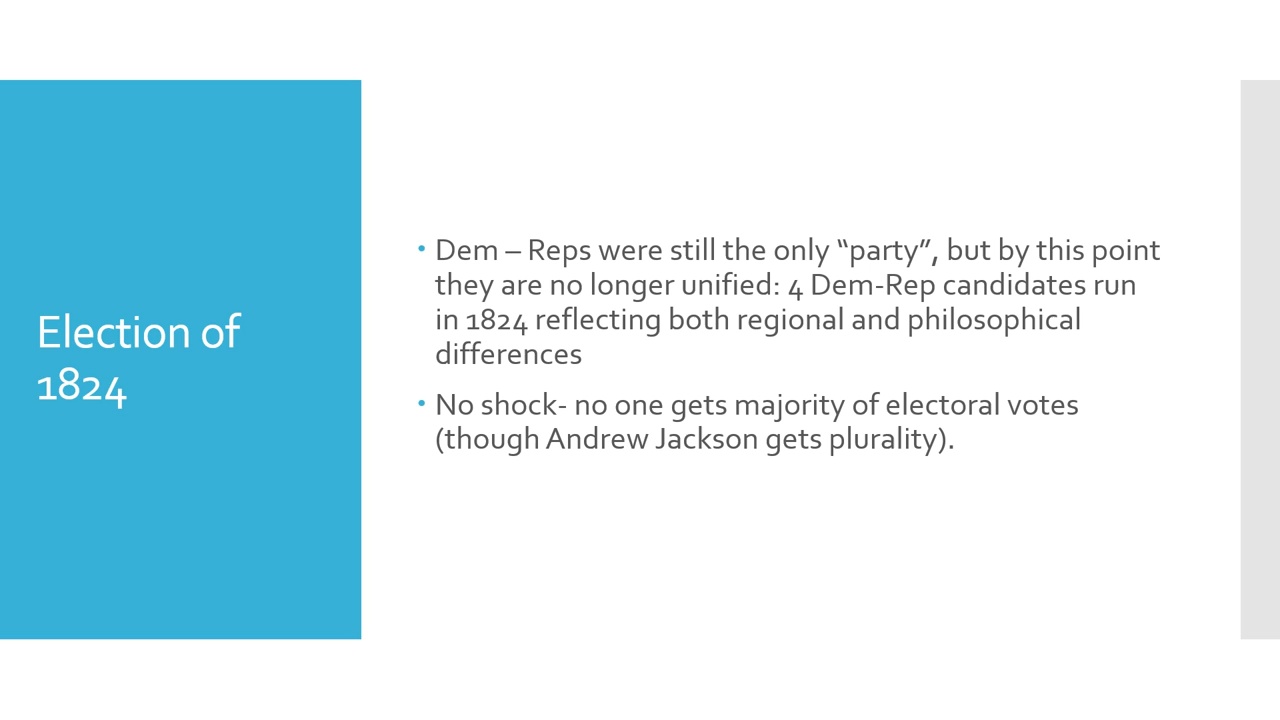 Election of
1824
• Dem – Reps were still the only “party”, but by this point
they are no longer unified: 4 Dem-Rep candidates run
in 1824 reflecting both regional and philosophical
differences
• No shock- no one gets majority of electoral votes
(though Andrew Jackson gets plurality).